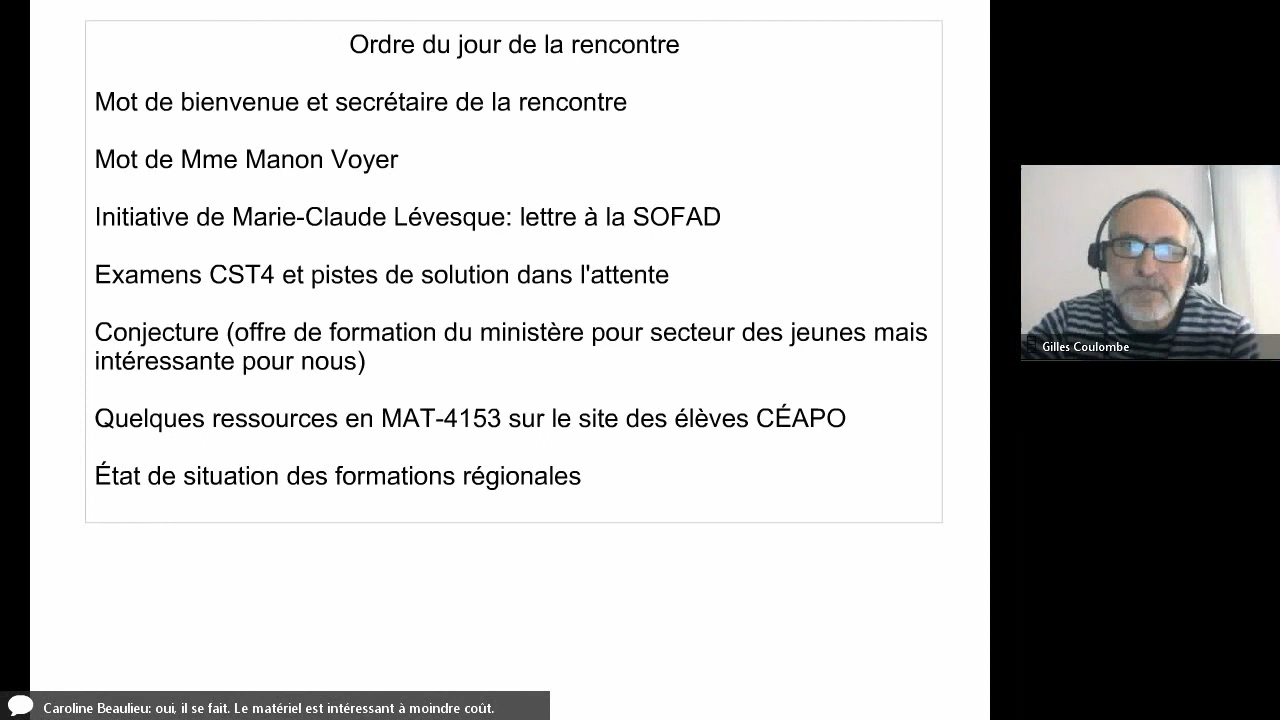 Ordre du jour de la rencontre
Mot de bienvenue et secrétaire de la rencontre
Mot de Mme Manon Voyer
Initiative de Marie-Claude Lévesque: lettre à la SOFAD
Examens CST4 et pistes de solution dans l'attente
Conjecture (offre de formation du ministère pour secteur des jeunes mais
intéressante pour nous)
Quelques ressources en MAT-4153 sur le site des élèves CÉAPO
État de situation des formations régionales
Gilles Coulombe
Caroline Beaulieu: oui, il se fait. Le matériel est intéressant à moindre coût.